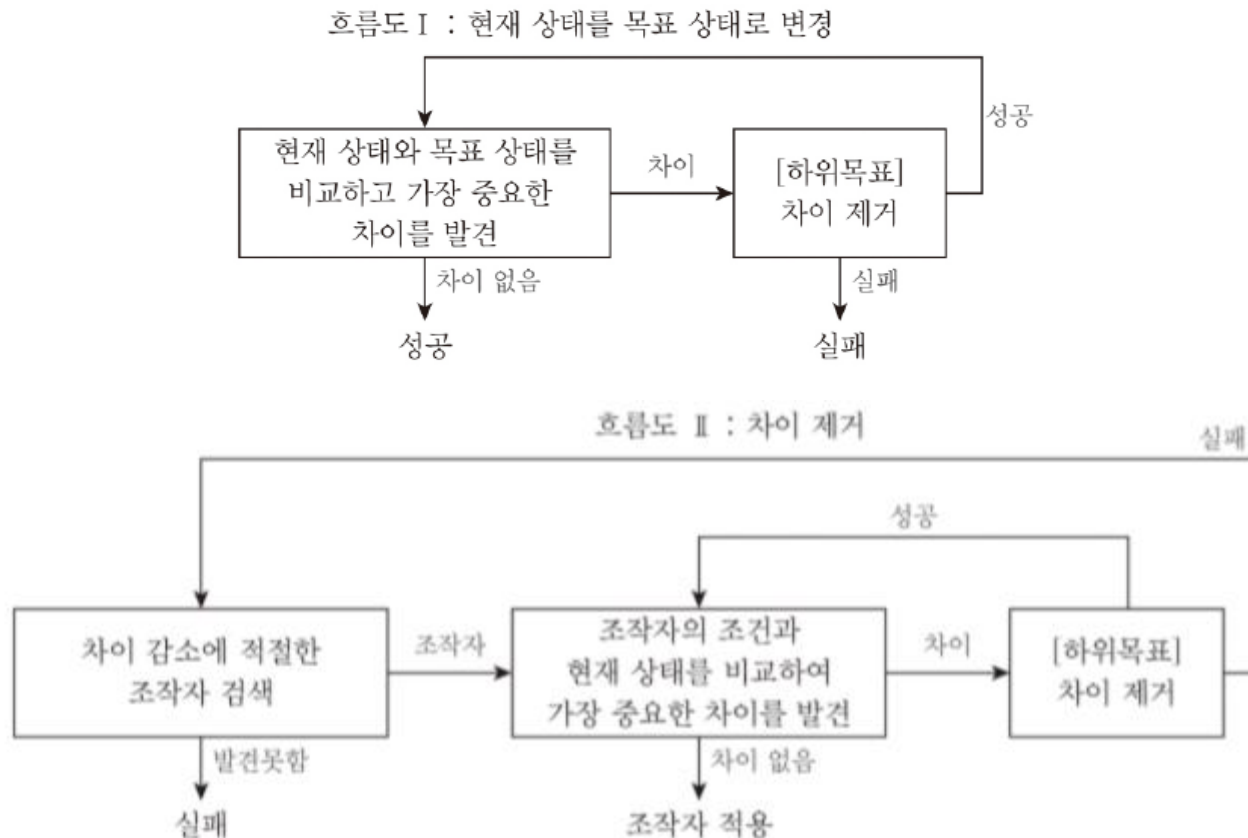 흐름도 Ⅰ : 현재 상태를 목표 상태로 변경
성공
현재 상태와 목표 상태를
비교하고 가장 중요한
차이를 발견
차이
[하위목표]
차이 제거
차이 없음
실패
성공
실패
흐름도 Ⅱ : 차이 제거
실패
성공
차이 감소에 적절한
조작자 검색
조작자
조작자의 조건과
현재 상태를 비교하여
가장 중요한 차이를 발견
차이
[하위목표]
차이 제거
발견못함
차이 없음
실패
조작자 적용